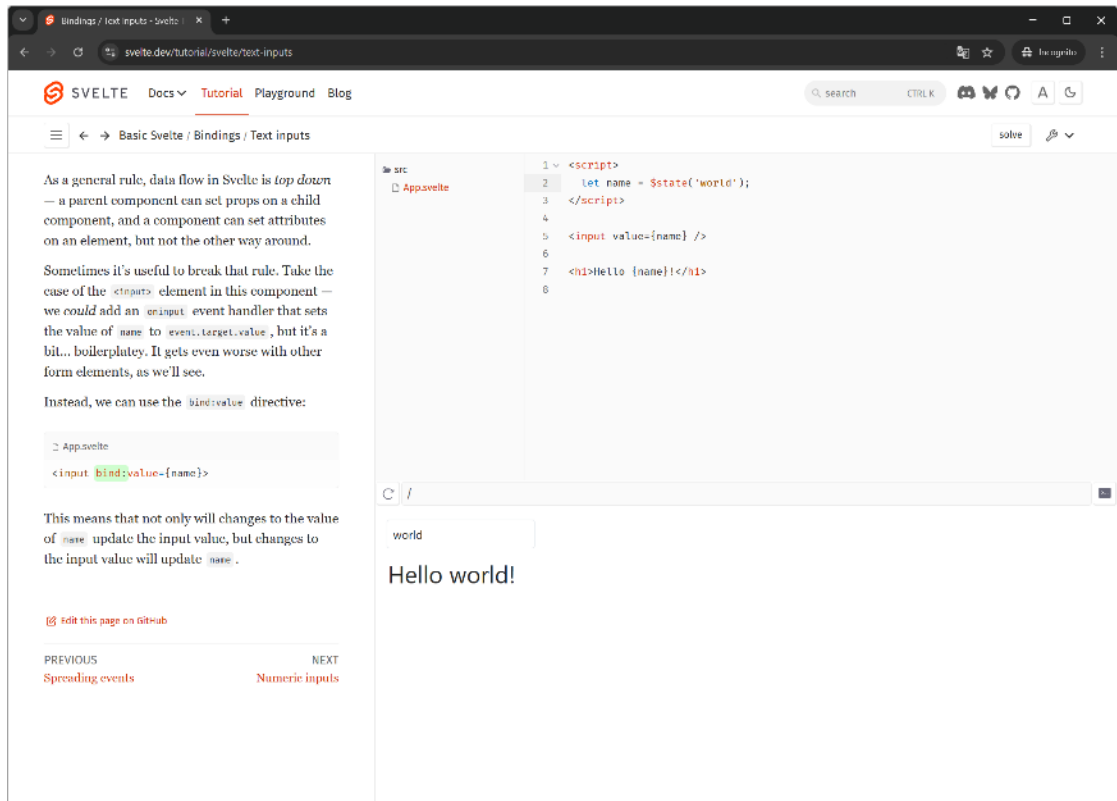 Bindings / Text inputs • Svelte T
svelte.dev/tutorial/svelte/text-inputs
Incognito
SVELTE Docs Tutorial Playground Blog
search CTRL K
A
Basic Svelte / Bindings / Text inputs
solve
As a general rule, data flow in Svelte is top down
— a parent component can set props on a child
component, and a component can set attributes
on an element, but not the other way around.
Sometimes it's useful to break that rule. Take the
case of the <input> element in this component —
we could add an oninput event handler that sets
the value of name to event.target.value , but it's a
bit… boilerplatey. It gets even worse with other
form elements, as we'll see.
Instead, we can use the bind:value directive:
App.svelte
<input bind:value={name}>
This means that not only will changes to the value
of name update the input value, but changes to
the input value will update name .
Edit this page on GitHub
PREVIOUS
Spreading events
NEXT
Numeric inputs
src
App.svelte
1 <script>
2 let name = $state('world');
3 </script>
4
5 <input value={name} />
6
7 <h1>Hello {name}!</h1>
8
/
world
Hello world!